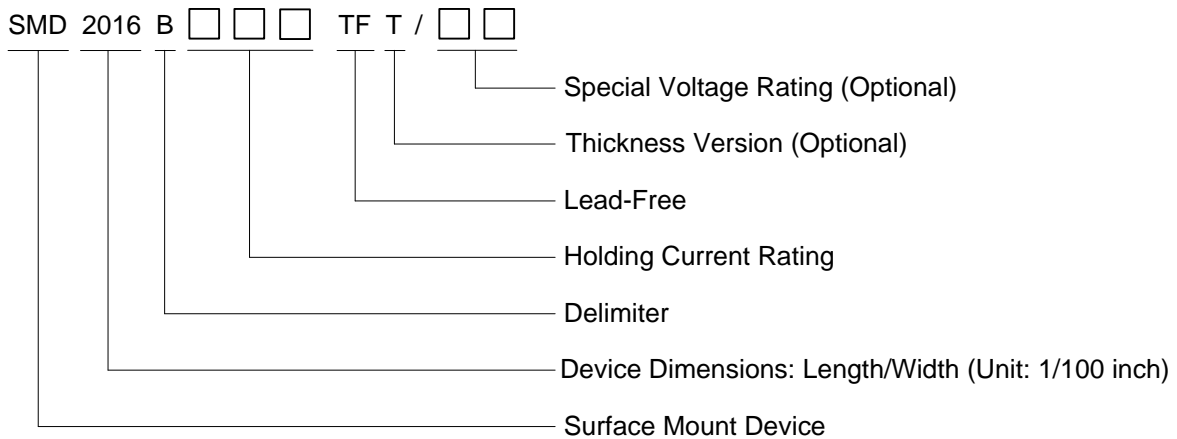 SMD 2016 B □ □ □ TF T / □ □
Special Voltage Rating (Optional)
Thickness Version (Optional)
Lead-Free
Holding Current Rating
Delimiter
Device Dimensions: Length/Width (Unit: 1/100 inch)
Surface Mount Device